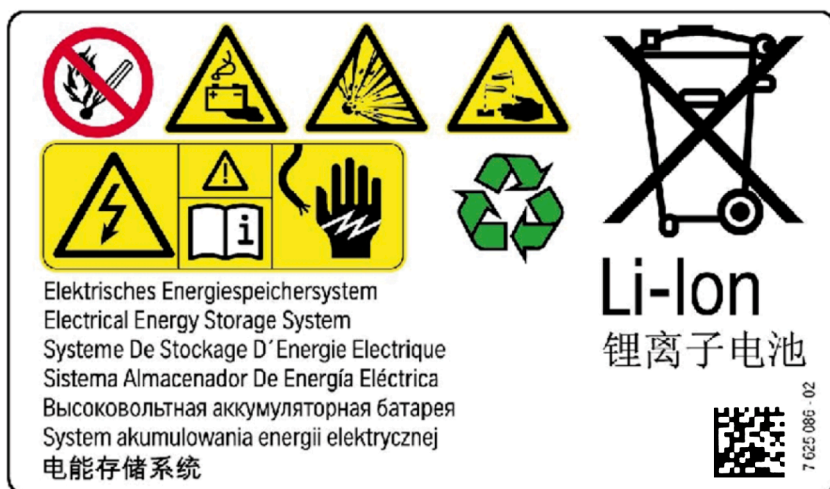 Elektrisches Energiespeichersystem
Electrical Energy Storage System
Systeme De Stockage D´Energie Electrique
Sistema Almacenador De Energía Eléctrica
Высоковольтная аккумуляторная батарея
System akumulowania energii elektrycznej
电能存储系统
Li-Ion
锂离子电池
7 625 086 - 02